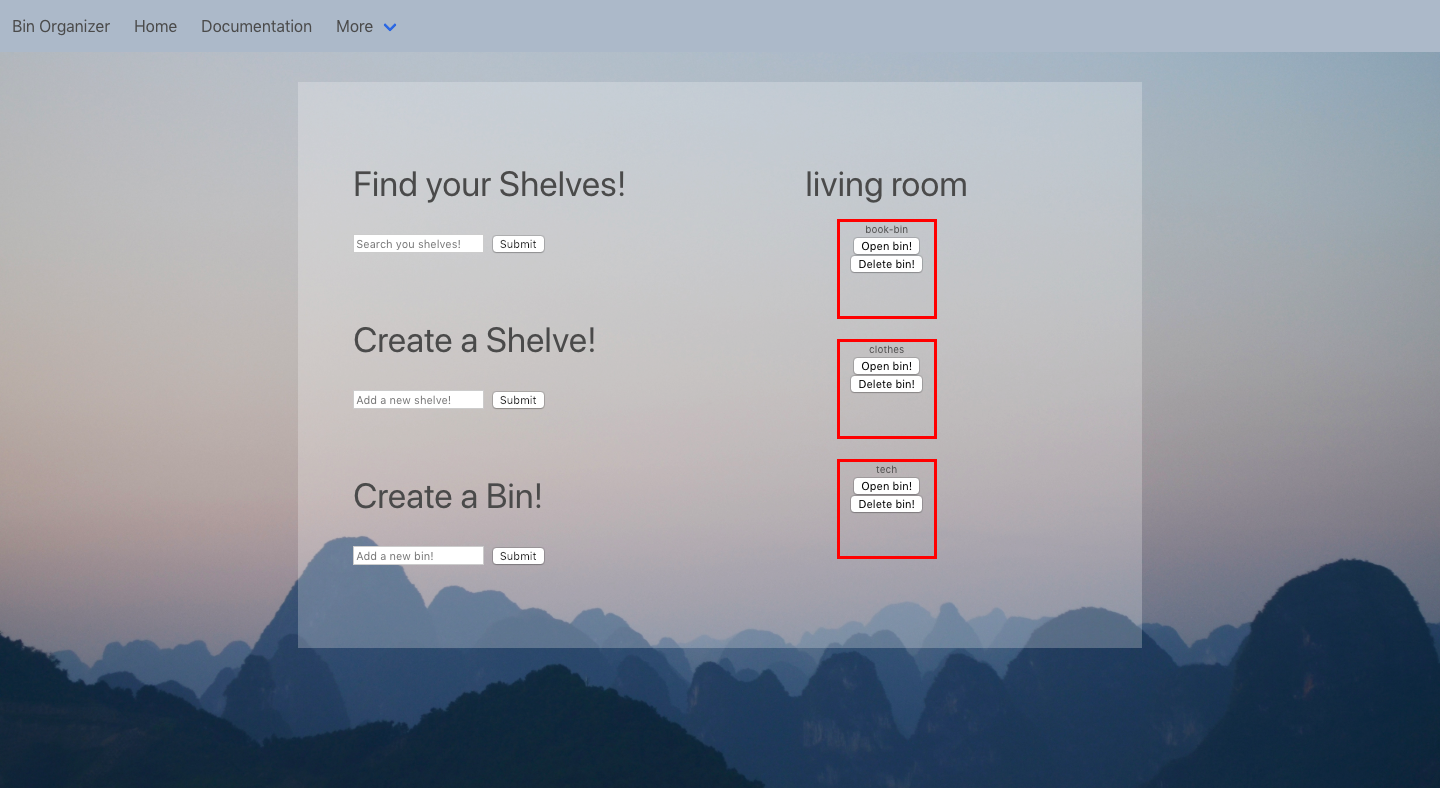 Bin Organizer Home Documentation More
Find your Shelves!
Search you shelves! Submit
Create a Shelve!
Add a new shelve! Submit
Create a Bin!
Add a new bin! Submit
living room
book-bin
Open bin!
Delete bin!
clothes
Open bin!
Delete bin!
tech
Open bin!
Delete bin!